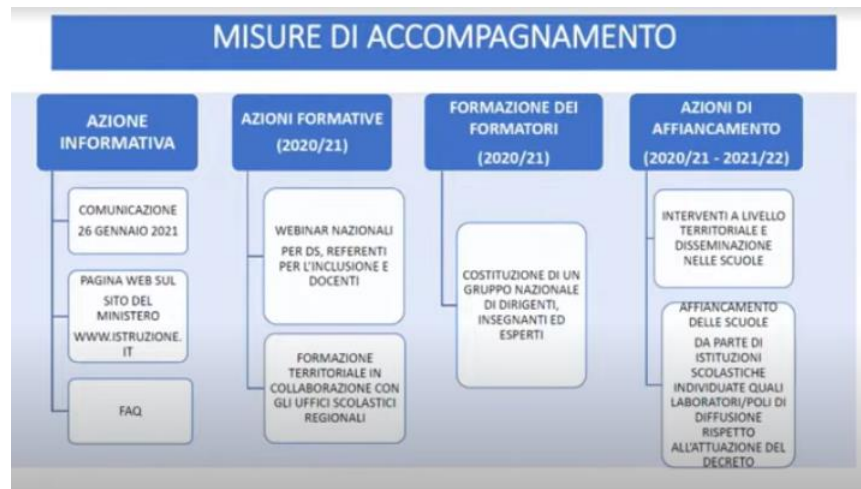 MISURE DI ACCOMPAGNAMENTO
AZIONE
INFORMATIVA
COMUNICAZIONE
26 GENNAIO 2021
PAGINA WEB SUL
SITO DEL
MINISTERO
WWW.ISTRUZIONE.
IT
FAQ
AZIONI FORMATIVE
(2020/21)
WEBINAR NAZIONALI
PER DS, REFERENTI
PER L'INCLUSIONE E
DOCENTI
FORMAZIONE
TERRITORIALE IN
COLLABORAZIONE CON
GLI UFFICI SCOLASTICI
REGIONALI
FORMAZIONE DEI
FORMATORI
(2020/21)
COSTITUZIONE DI UN
GRUPPO NAZIONALE
DI DIRIGENTI,
INSEGNANTI ED
ESPERTI
AZIONI DI
AFFIANCAMENTO
(2020/21 - 2021/22)
INTERVENTI A LIVELLO
TERRITORIALE E
DISSEMINAZIONE
NELLE SCUOLE
AFFIANCAMENTO
DELLE SCUOLE
DA PARTE DI
ISTITUZIONI
SCOLASTICHE
INDIVIDUATE QUALI
LABORATORI/POLI DI
DIFFUSIONE
RISPETTO
ALL'ATTUAZIONE DEL
DECRETO